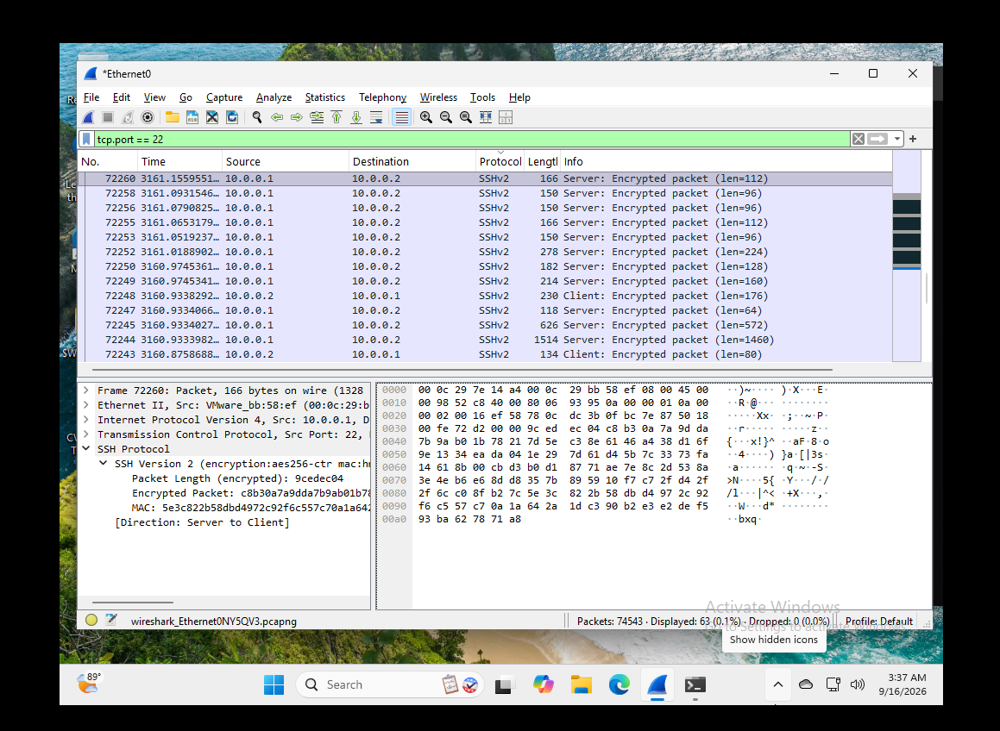 *Ethernet0
File Edit View Go Capture Analyze Statistics Telephony Wireless Tools Help
tcp.port == 22
No. Time Source Destination Protocol Lengtl Info
72260 3161.1559551… 10.0.0.1 10.0.0.2 SSHv2 166 Server: Encrypted packet (len=112)
72258 3161.0931546… 10.0.0.1 10.0.0.2 SSHv2 150 Server: Encrypted packet (len=96)
72256 3161.0790825… 10.0.0.1 10.0.0.2 SSHv2 150 Server: Encrypted packet (len=96)
72255 3161.0653179… 10.0.0.1 10.0.0.2 SSHv2 166 Server: Encrypted packet (len=112)
72253 3161.0519237… 10.0.0.1 10.0.0.2 SSHv2 150 Server: Encrypted packet (len=96)
72252 3161.0188902… 10.0.0.1 10.0.0.2 SSHv2 278 Server: Encrypted packet (len=224)
72250 3160.9745361… 10.0.0.1 10.0.0.2 SSHv2 182 Server: Encrypted packet (len=128)
72249 3160.9745341… 10.0.0.1 10.0.0.2 SSHv2 214 Server: Encrypted packet (len=160)
72248 3160.9338292… 10.0.0.2 10.0.0.1 SSHv2 230 Client: Encrypted packet (len=176)
72247 3160.9334066… 10.0.0.1 10.0.0.2 SSHv2 118 Server: Encrypted packet (len=64)
72245 3160.9334027… 10.0.0.1 10.0.0.2 SSHv2 626 Server: Encrypted packet (len=572)
72244 3160.9333982… 10.0.0.1 10.0.0.2 SSHv2 1514 Server: Encrypted packet (len=1460)
72243 3160.8758688… 10.0.0.2 10.0.0.1 SSHv2 134 Client: Encrypted packet (len=80)
Frame 72260: Packet, 166 bytes on wire (1328
Ethernet II, Src: VMware_bb:58:ef (00:0c:29:b
Internet Protocol Version 4, Src: 10.0.0.1, D
Transmission Control Protocol, Src Port: 22,
SSH Protocol
SSH Version 2 (encryption:aes256-ctr mac:hm
Packet Length (encrypted): 9cedec04
Encrypted Packet: c8b30a7a9dda7b9ab01b78
MAC: 5e3c822b58dbd4972c92f6c557c70a1a642
[Direction: Server to Client]
0000 00 0c 29 7e 14 a4 00 0c 29 bb 58 ef 08 00 45 00 ··)~···· )·X···E·
0010 00 98 52 c8 40 00 80 06 93 95 0a 00 00 01 0a 00 ··R·@··· ········
0020 00 02 00 16 ef 58 78 0c dc 3b 0f bc 7e 87 50 18 ·····Xx· ·;··~·P·
0030 00 fe 72 d2 00 00 9c ed ec 04 c8 b3 0a 7a 9d da ··r····· ·····z··
0040 7b 9a b0 1b 78 21 7d 5e c3 8e 61 46 a4 38 d1 6f {···x!}^ ··aF·8·o
0050 9e 13 34 ea da 04 1e 29 7d 61 d4 5b 7c 33 73 fa ··4····) }a·[|3s·
0060 14 61 8b 00 cb d3 b0 d1 87 71 ae 7e 8c 2d 53 8a ·a······ ·q·~·-S·
0070 3e 4e b6 e6 8d d8 35 7b 89 59 10 f7 c7 2f d4 2f >N····5{ ·Y···/·/
0080 2f 6c c0 8f b2 7c 5e 3c 82 2b 58 db d4 97 2c 92 /l···|^< ·+X···,·
0090 f6 c5 57 c7 0a 1a 64 2a 1d c3 90 b2 e3 e2 de f5 ··W···d* ········
00a0 93 ba 62 78 71 a8 ··bxq·
wireshark_Ethernet0NY5QV3.pcapng
Packets: 74543 · Displayed: 63 (0.1%) · Dropped: 0 (0.0%)
Profile: Default
Activate Windows
Go to Settings to activate Windows.
Show hidden icons
89°
Search
3:37 AM
9/16/2026